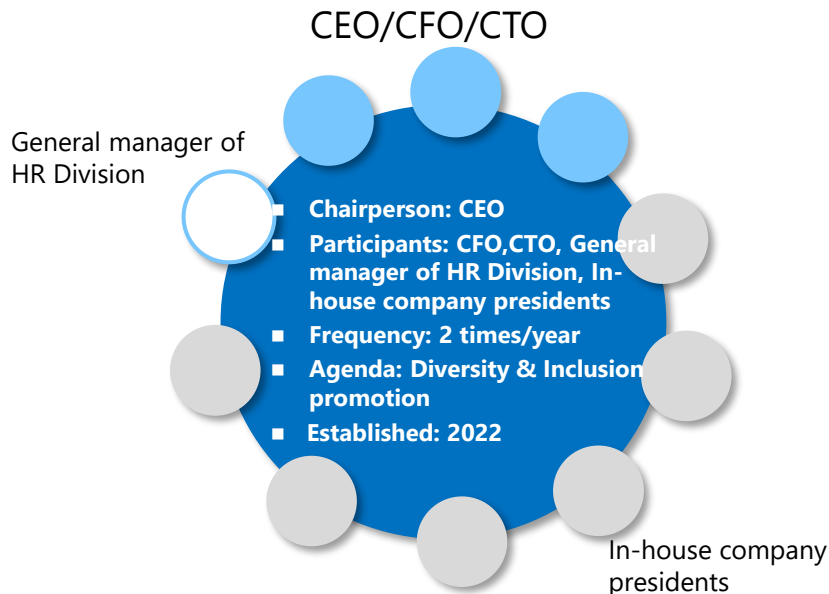 CEO/CFO/CTO
General manager of
HR Division
■ Chairperson: CEO
■ Participants: CFO,CTO, General
manager of HR Division, In-
house company presidents
■ Frequency: 2 times/year
■ Agenda: Diversity & Inclusion
promotion
■ Established: 2022
In-house company
presidents